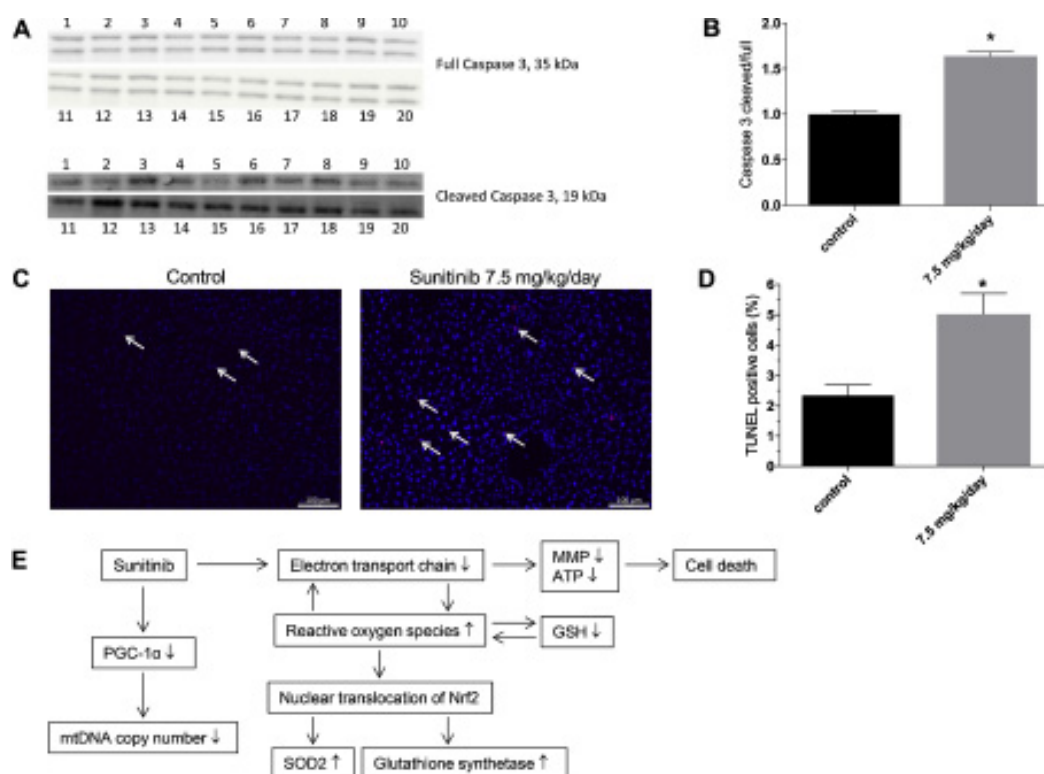 A
1 2 3 4 5 6 7 8 9 10
Full Caspase 3, 35 kDa
11 12 13 14 15 16 17 18 19 20
1 2 3 4 5 6 7 8 9 10
Cleaved Caspase 3, 19 kDa
11 12 13 14 15 16 17 18 19 20
B
Caspase 3 cleaved/full
2.0
1.5
1.0
0.5
0.0
*
control
7.5 mg/kg/day
C
Control
Sunitinib 7.5 mg/kg/day
100 µm
D
TUNEL positive cells (%)
6
5
4
3
2
1
0
*
control
7.5 mg/kg/day
E
Sunitinib
Electron transport chain ↓
MMP ↓
ATP ↓
Cell death
Reactive oxygen species ↑
GSH ↓
PGC-1α ↓
Nuclear translocation of Nrf2
mtDNA copy number ↓
SOD2 ↑
Glutathione synthetase ↑